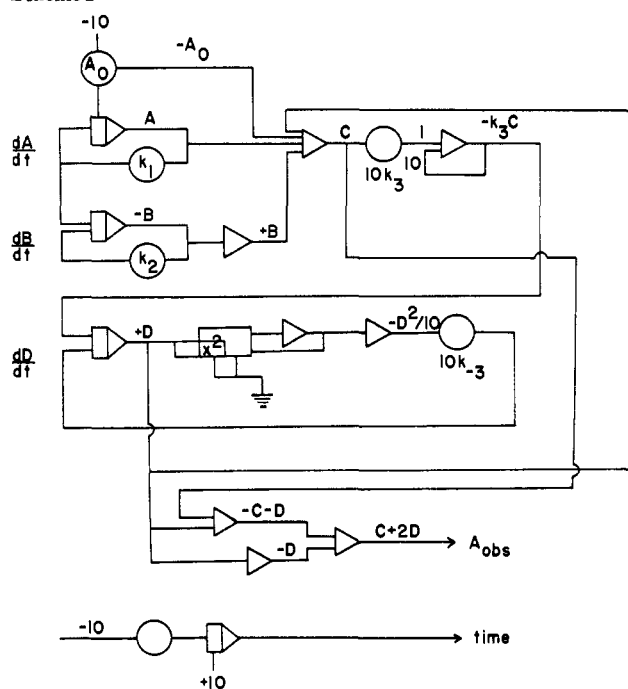 -10
A₀
-A₀
A
dA/dt
k₁
C
1
-k₃C
10k₃
10
-B
dB/dt
k₂
+B
+D
dD/dt
x²
-D²/10
10k₋₃
-C-D
-D
C+2D
A_obs
-10
time
+10